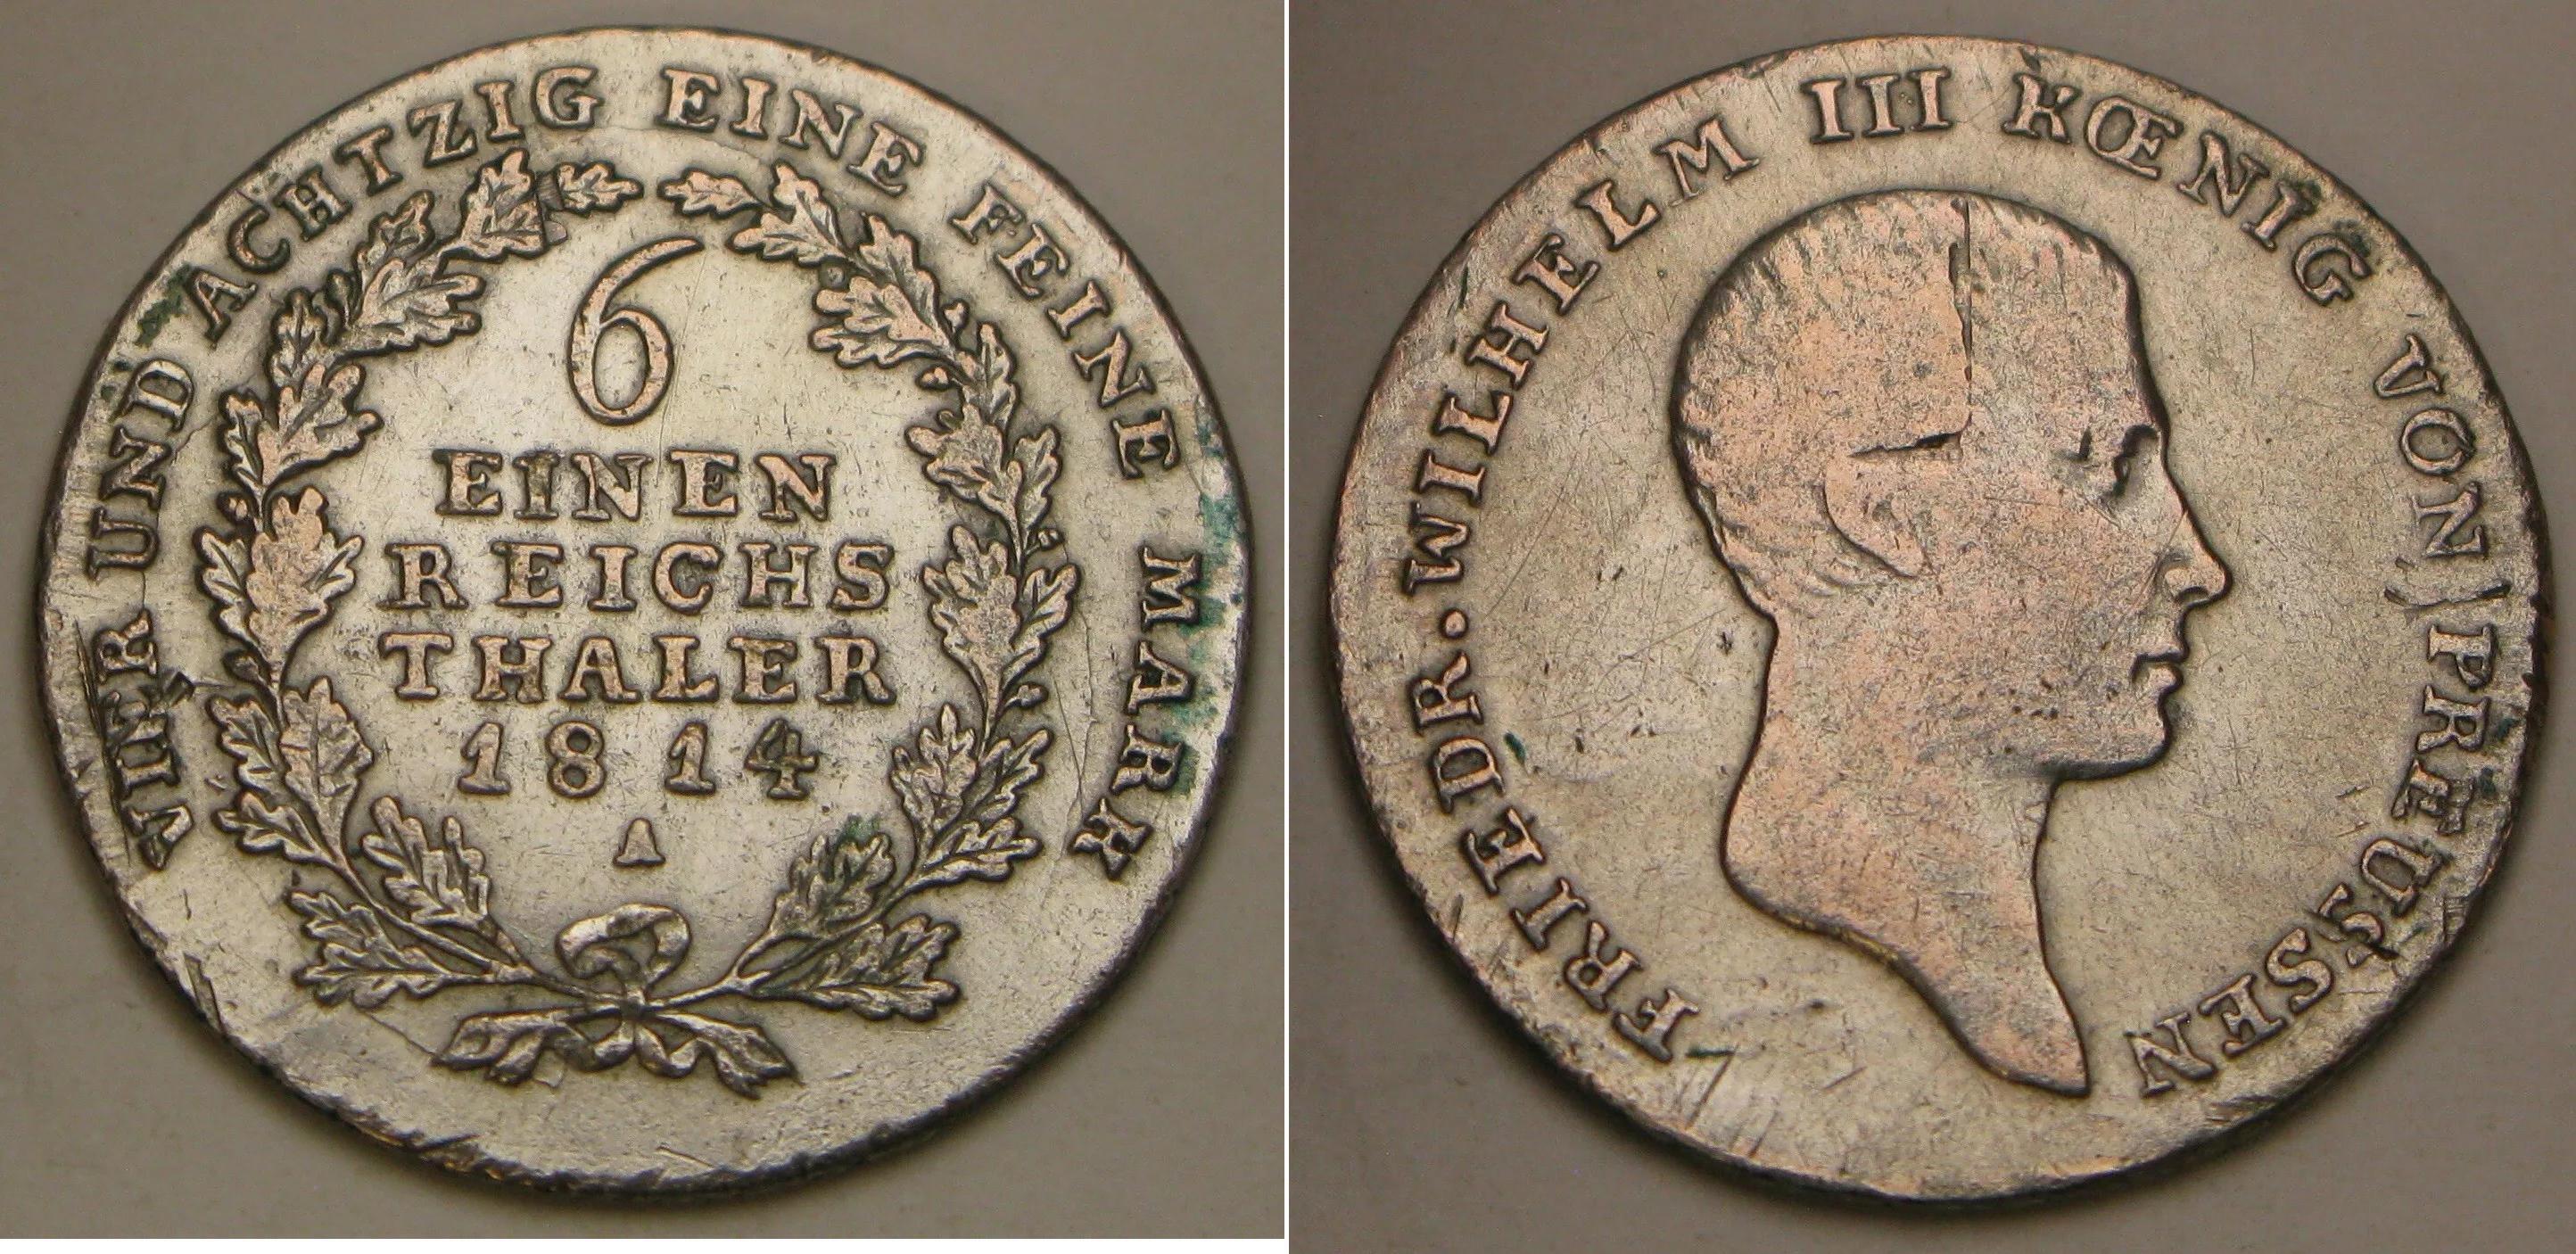 VIER UND ACHTZIG EINE FEINE MARK
6
EINEN
REICHS
THALER
1814
A
FRIEDR. WILHELM III KŒNIG VON PREUSSEN